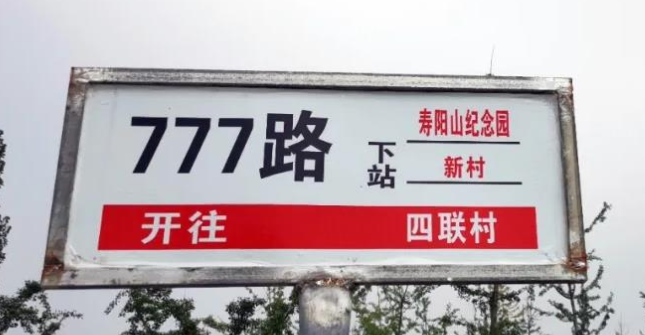 777路
下站
寿阳山纪念园
新村
开往 四联村